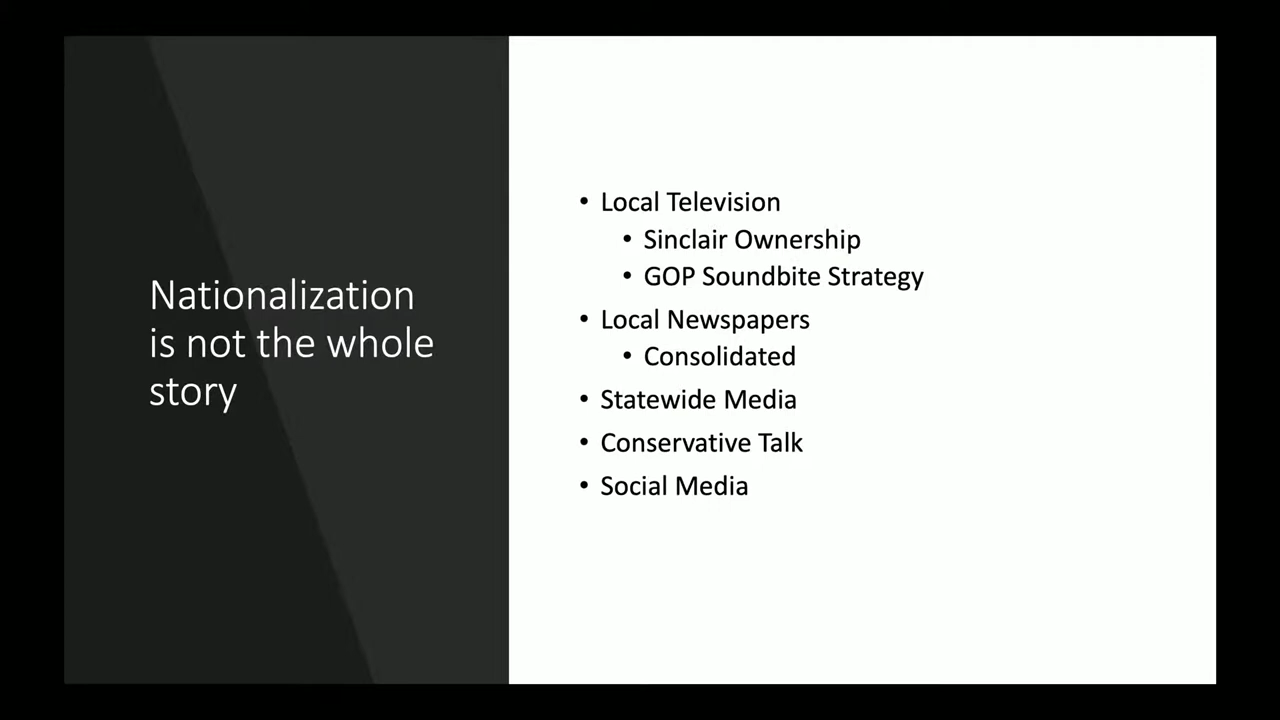 Nationalization
is not the whole
story
• Local Television
• Sinclair Ownership
• GOP Soundbite Strategy
• Local Newspapers
• Consolidated
• Statewide Media
• Conservative Talk
• Social Media